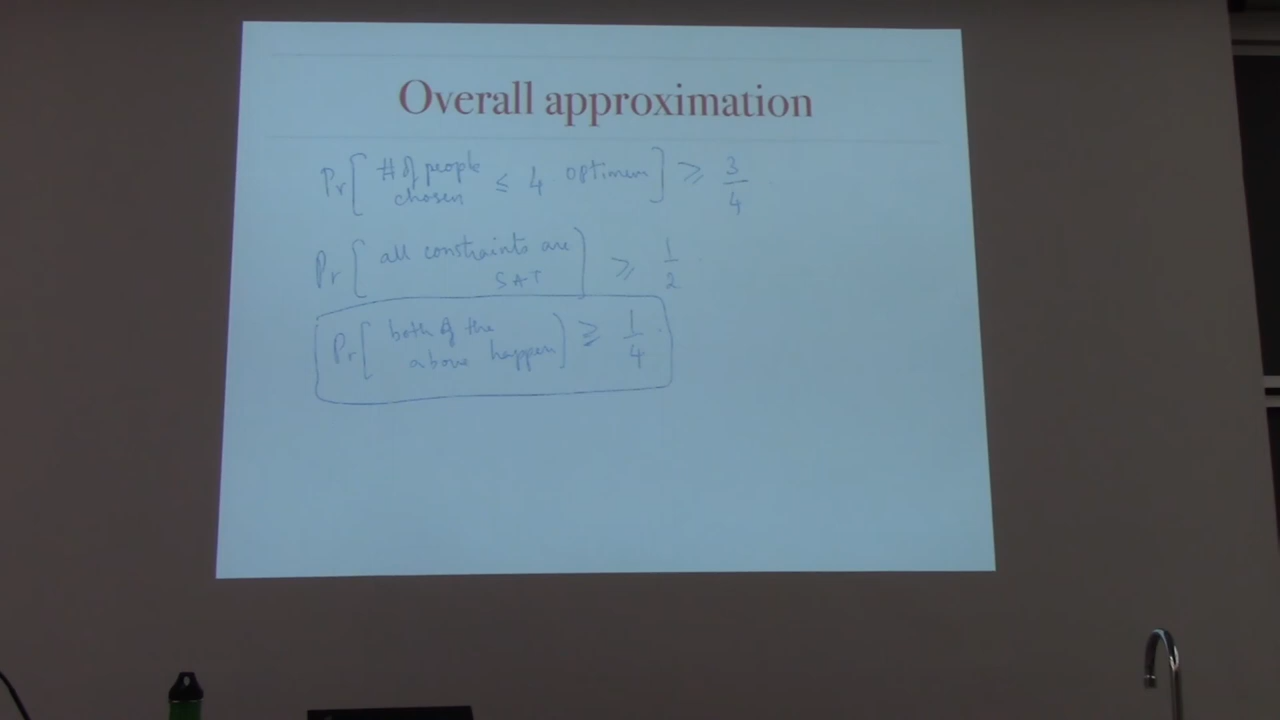 Overall approximation
Pr[ # of people chosen ≤ 4 optimum ] ≥ 3/4
Pr[ all constraints are SAT ] ≥ 1/2
Pr[ both of the above happen ] ≥ 1/4